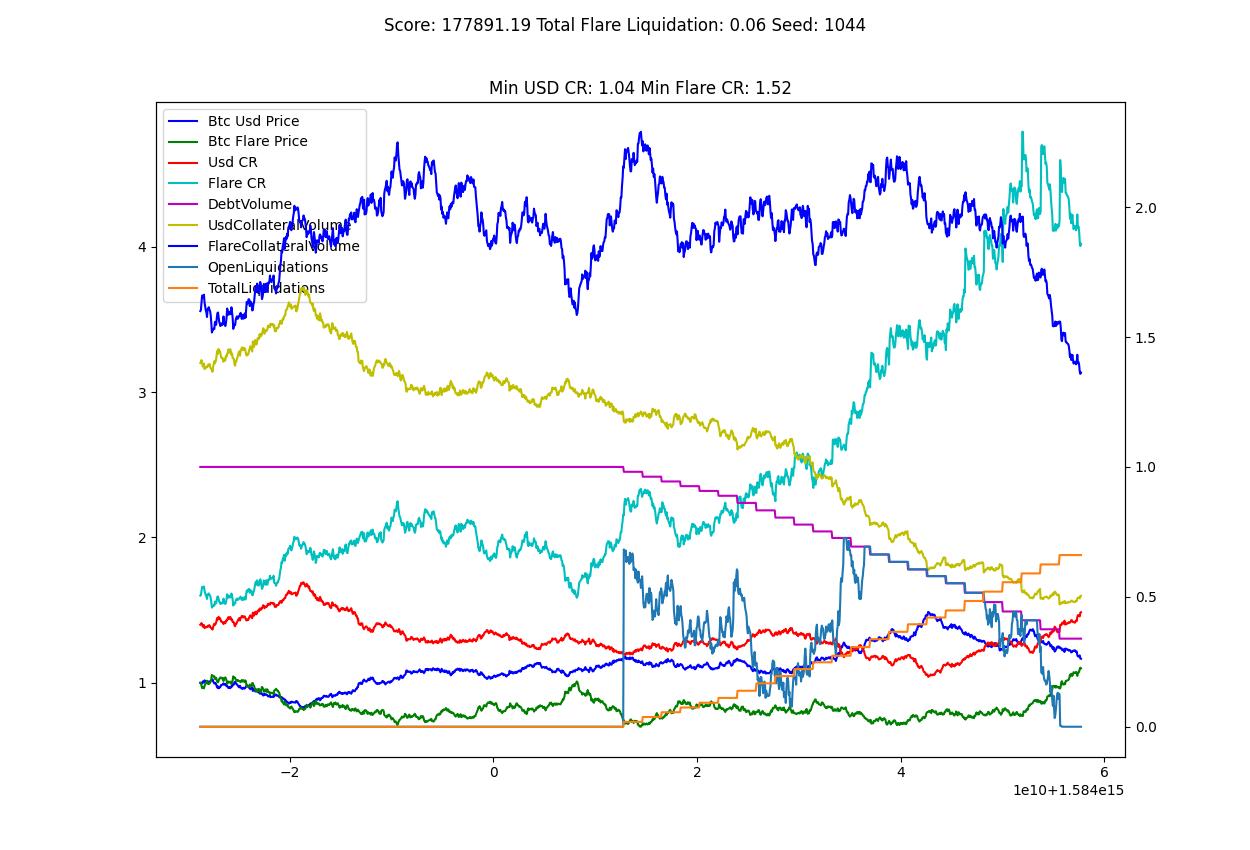 Score: 177891.19 Total Flare Liquidation: 0.06 Seed: 1044
Min USD CR: 1.04 Min Flare CR: 1.52
Btc Usd Price
Btc Flare Price
Usd CR
Flare CR
DebtVolume
UsdCollateralVolume
FlareCollateralVolume
OpenLiquidations
TotalLiquidations
4
3
2
1
2.0
1.5
1.0
0.5
0.0
−2
0
2
4
6
1e10+1.584e15